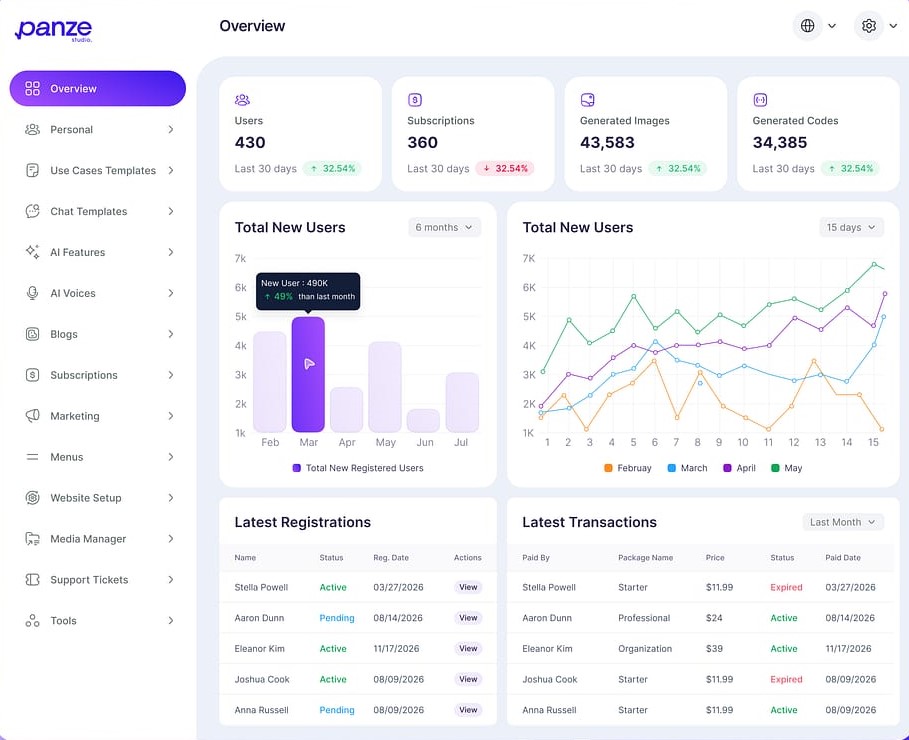 panze
studio.
Overview
Overview
Personal
Use Cases Templates
Chat Templates
AI Features
AI Voices
Blogs
Subscriptions
Marketing
Menus
Website Setup
Media Manager
Support Tickets
Tools
Users
430
Last 30 days ↑ 32.54%
Subscriptions
360
Last 30 days ↓ 32.54%
Generated Images
43,583
Last 30 days ↑ 32.54%
Generated Codes
34,385
Last 30 days ↑ 32.54%
Total New Users 6 months
7k
6k
5k
4k
3k
2k
1k
New User : 490K
↑ 49% than last month
Feb Mar Apr May Jun Jul
Total New Registered Users
Total New Users 15 days
7K
6K
5K
4K
3K
2K
1K
1 2 3 4 5 6 7 8 9 10 11 12 13 14 15
Februay March April May
Latest Registrations
Name Status Reg. Date Actions
Stella Powell Active 03/27/2026 View
Aaron Dunn Pending 08/14/2026 View
Eleanor Kim Active 11/17/2026 View
Joshua Cook Active 08/09/2026 View
Anna Russell Pending 08/09/2026 View
Latest Transactions Last Month
Paid By Package Name Price Status Paid Date
Stella Powell Starter $11.99 Expired 03/27/2026
Aaron Dunn Professional $24 Active 08/14/2026
Eleanor Kim Organization $39 Active 11/17/2026
Joshua Cook Starter $11.99 Expired 08/09/2026
Anna Russell Starter $11.99 Active 08/09/2026